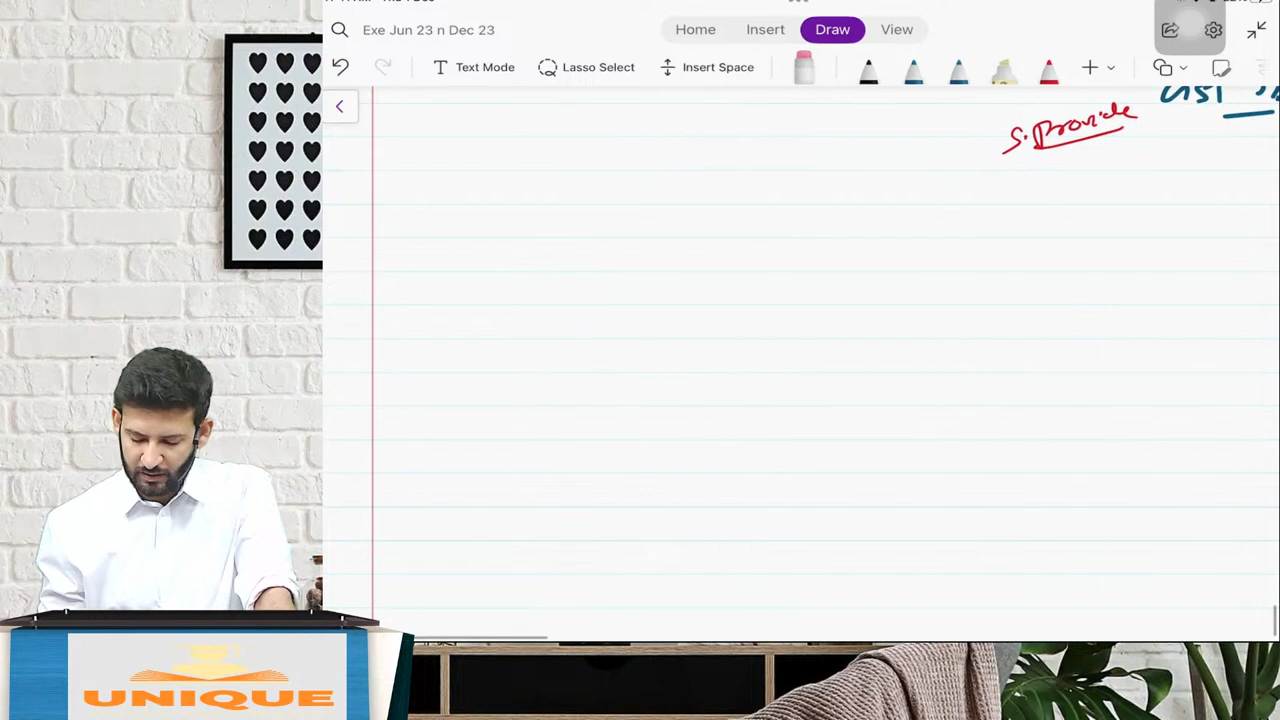 Exe Jun 23 n Dec 23
Home Insert Draw View
Text Mode Lasso Select Insert Space
S. Provide
UNIQUE